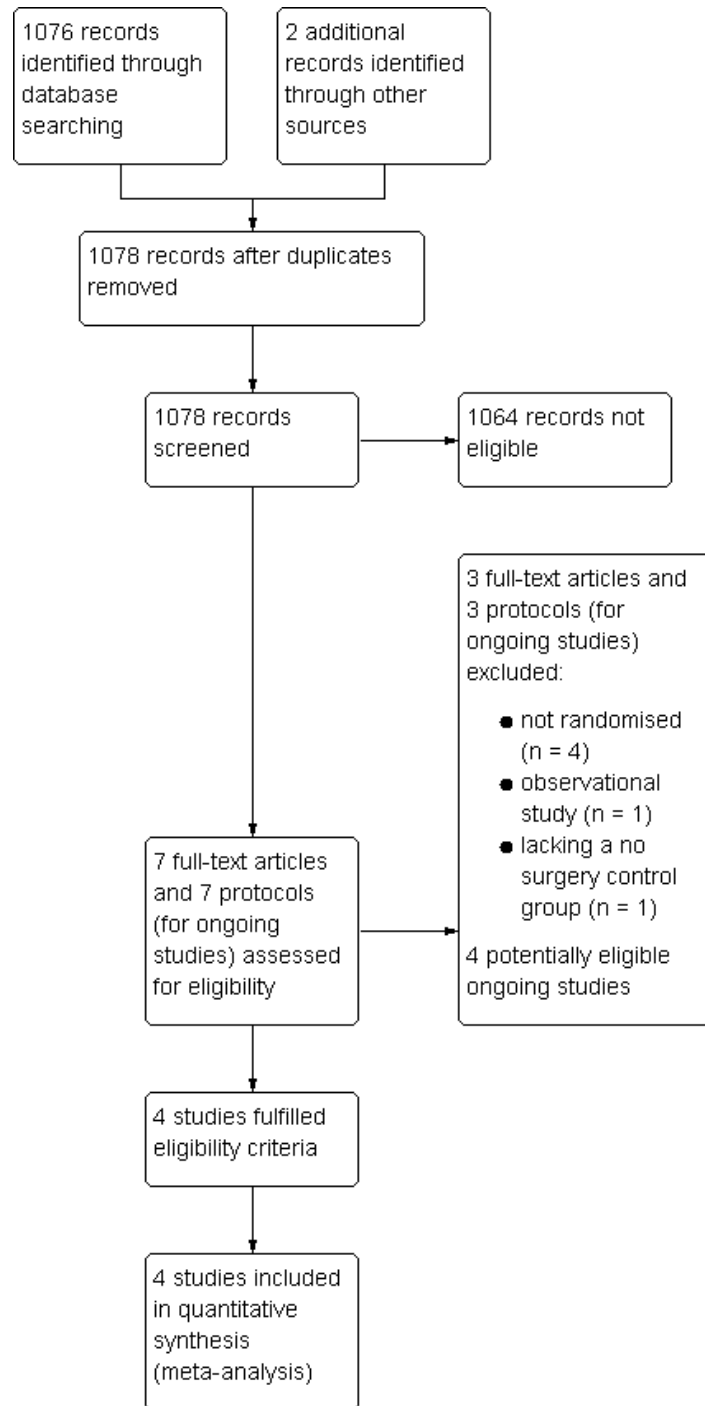 1076 records
identified through
database
searching
2 additional
records identified
through other
sources
1078 records after duplicates
removed
1078 records
screened
1064 records not
eligible
3 full-text articles and
3 protocols (for
ongoing studies)
excluded:
● not randomised
(n = 4)
● observational
study (n = 1)
● lacking a no
surgery control
group (n = 1)
4 potentially eligible
ongoing studies
7 full-text articles
and 7 protocols
(for ongoing
studies) assessed
for eligibility
4 studies fulfilled
eligibility criteria
4 studies included
in quantitative
synthesis
(meta-analysis)